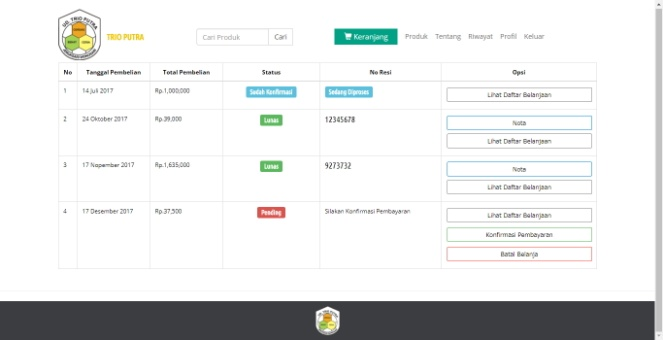 UD TRIO PUTRA
TRIO PUTRA
Cari Produk
Cari
Keranjang
Produk Tentang Riwayat Profil Keluar
No Tanggal Pembelian Total Pembelian Status No Resi Opsi
1 14 Juli 2017 Rp.1,000,000 Sudah Konfirmasi Sedang Diproses Lihat Daftar Belanjaan
2 24 Oktober 2017 Rp.39,000 Lunas 12345678 Nota
Lihat Daftar Belanjaan
3 17 Nopember 2017 Rp.1,635,000 Lunas 9273732 Nota
Lihat Daftar Belanjaan
4 17 Desember 2017 Rp.37,500 Pending Silakan Konfirmasi Pembayaran Lihat Daftar Belanjaan
Konfirmasi Pembayaran
Batal Belanja